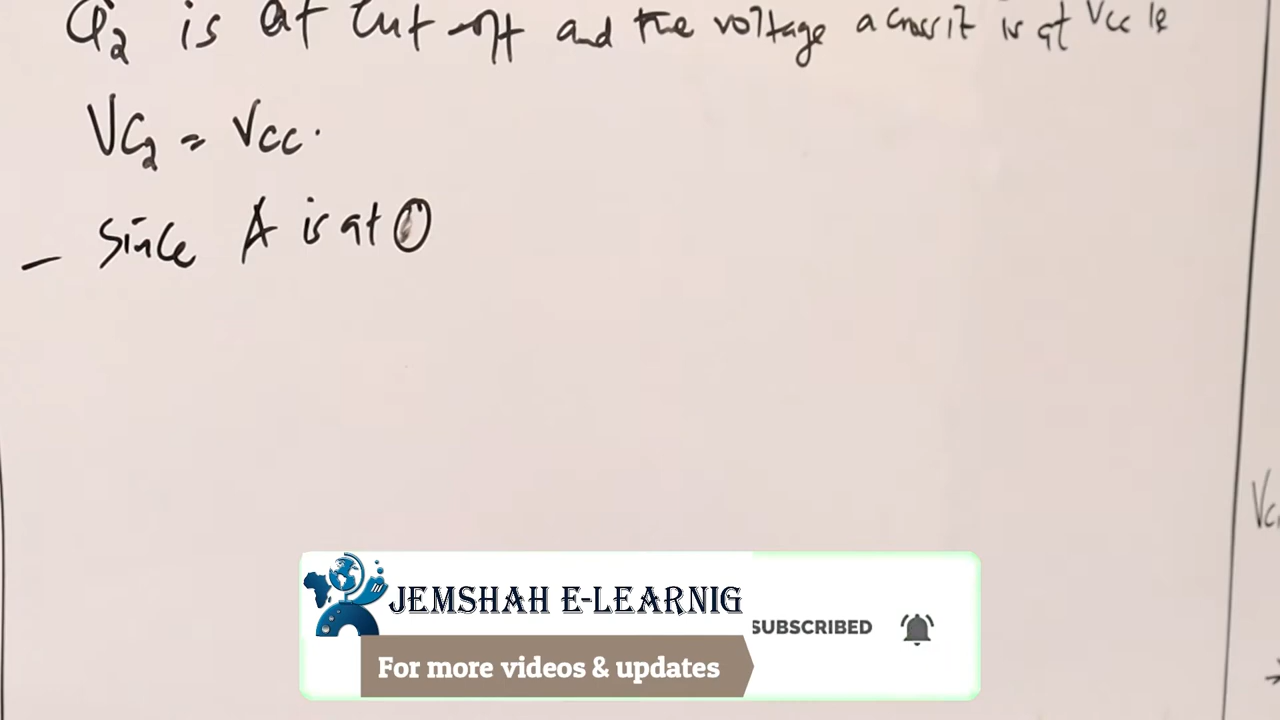 Q2 is at Cut off and the voltage across it is at Vcc ie
VC2 = Vcc.
- Since A is at 0
Vc
JEMSHAH E-LEARNIG
SUBSCRIBED
For more videos & updates